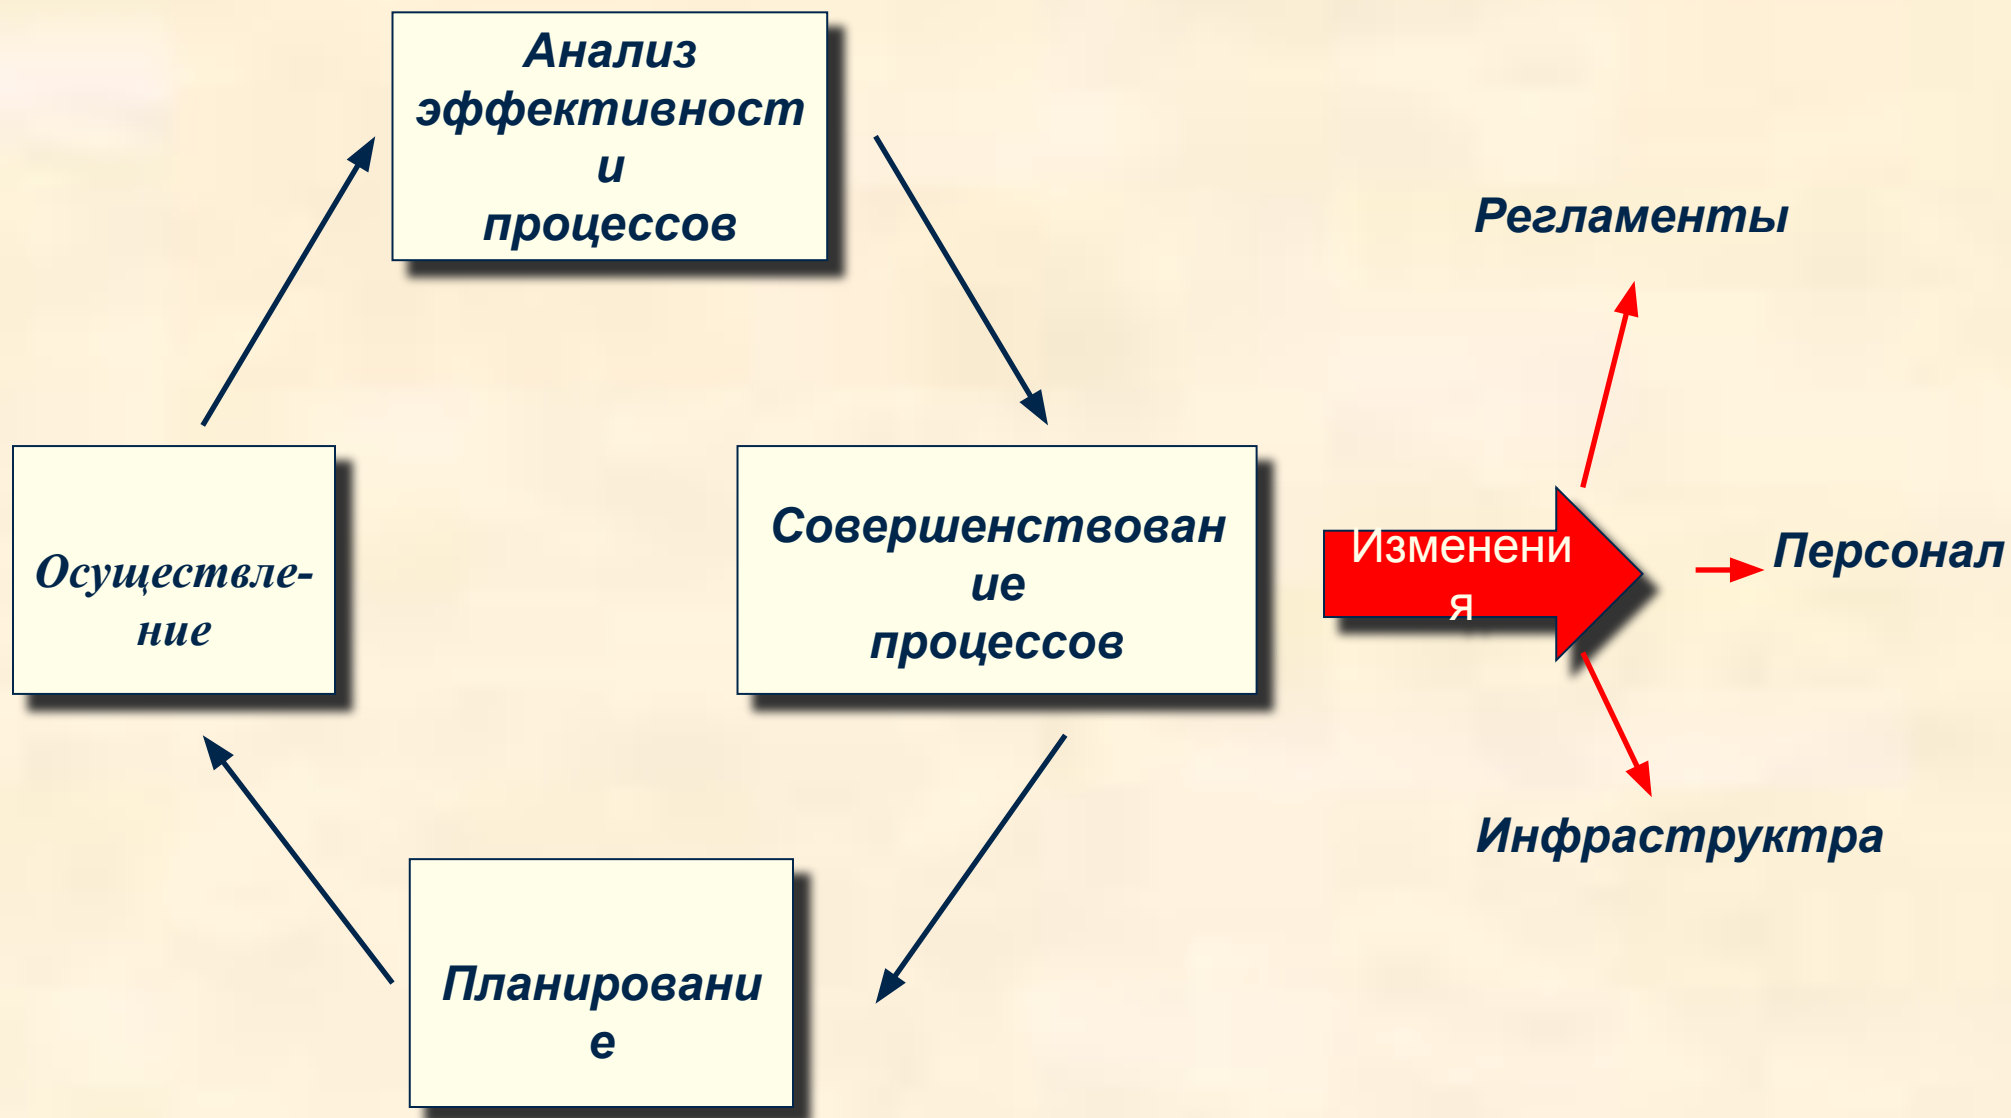 Анализ
эффективност
и
процессов
Регламенты
Осуществле-
ние
Совершенствован
ие
процессов
Изменени
я
Персонал
Инфраструктра
Планировани
е